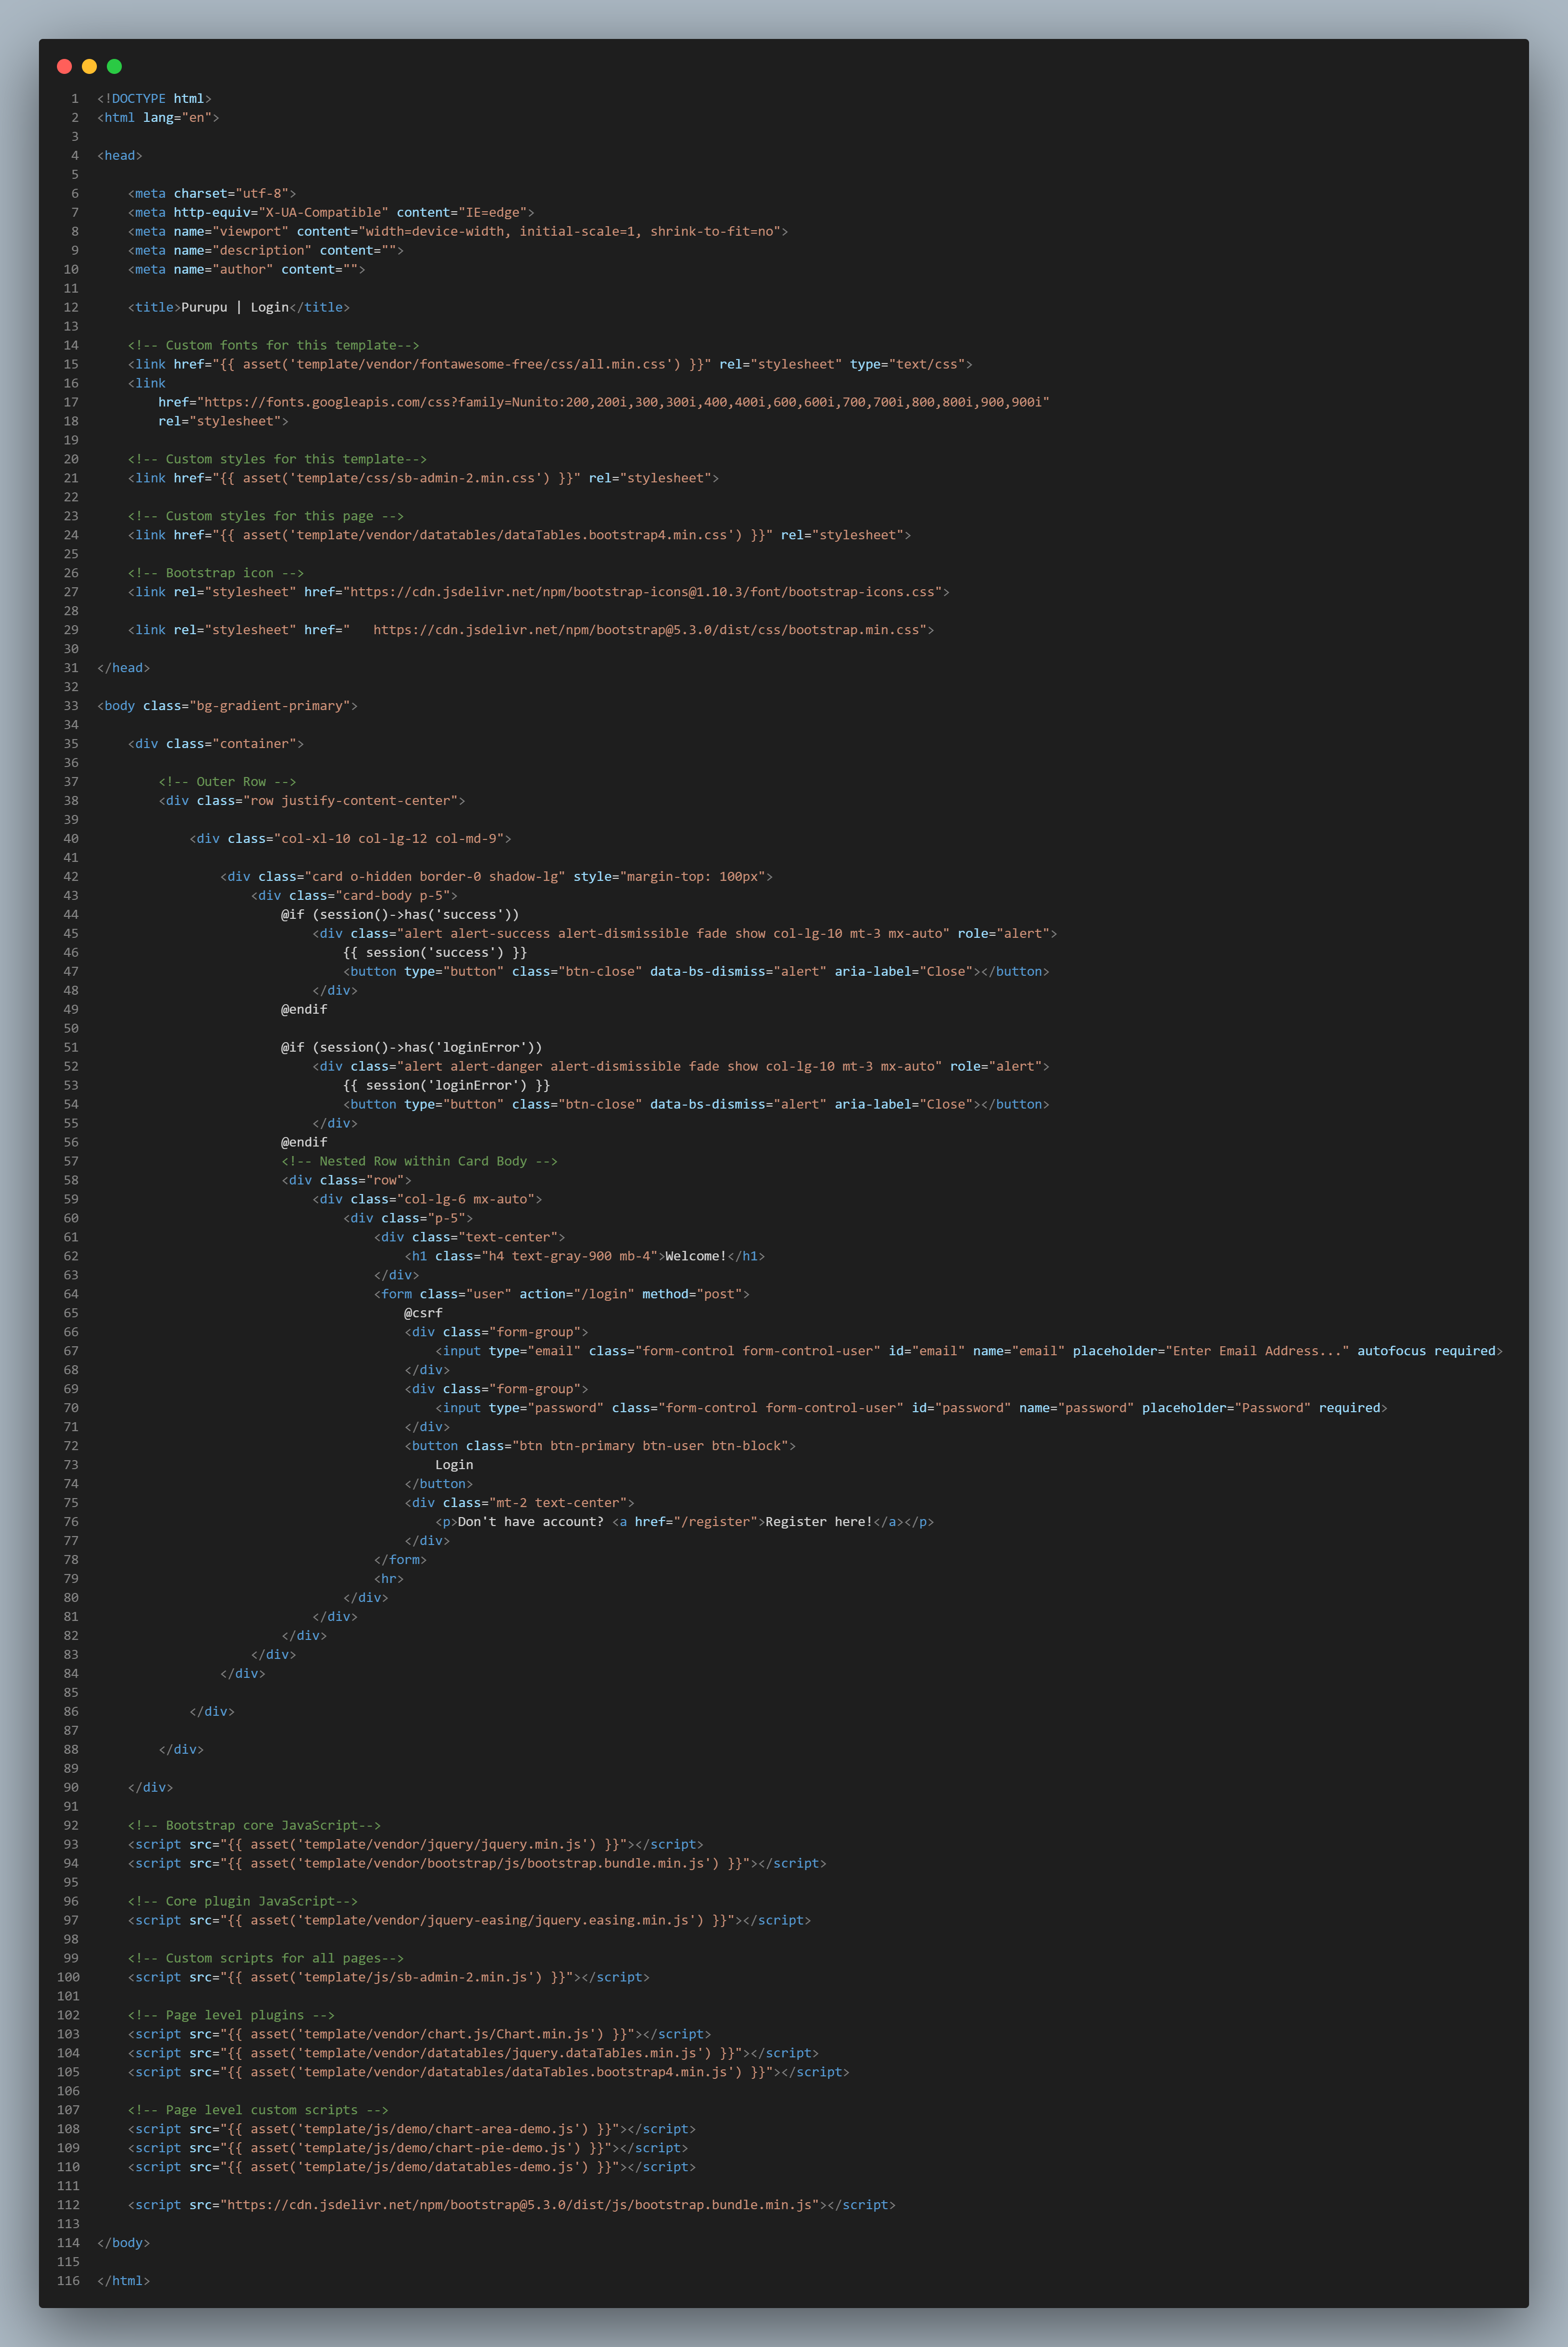 1 <!DOCTYPE html>
2 <html lang="en">
3
4 <head>
5
6     <meta charset="utf-8">
7     <meta http-equiv="X-UA-Compatible" content="IE=edge">
8     <meta name="viewport" content="width=device-width, initial-scale=1, shrink-to-fit=no">
9     <meta name="description" content="">
10     <meta name="author" content="">
11
12     <title>Purupu | Login</title>
13
14     <!-- Custom fonts for this template-->
15     <link href="{{ asset('template/vendor/fontawesome-free/css/all.min.css') }}" rel="stylesheet" type="text/css">
16     <link
17         href="https://fonts.googleapis.com/css?family=Nunito:200,200i,300,300i,400,400i,600,600i,700,700i,800,800i,900,900i"
18         rel="stylesheet">
19
20     <!-- Custom styles for this template-->
21     <link href="{{ asset('template/css/sb-admin-2.min.css') }}" rel="stylesheet">
22
23     <!-- Custom styles for this page -->
24     <link href="{{ asset('template/vendor/datatables/dataTables.bootstrap4.min.css') }}" rel="stylesheet">
25
26     <!-- Bootstrap icon -->
27     <link rel="stylesheet" href="https://cdn.jsdelivr.net/npm/bootstrap-icons@1.10.3/font/bootstrap-icons.css">
28
29     <link rel="stylesheet" href="   https://cdn.jsdelivr.net/npm/bootstrap@5.3.0/dist/css/bootstrap.min.css">
30
31 </head>
32
33 <body class="bg-gradient-primary">
34
35     <div class="container">
36
37         <!-- Outer Row -->
38         <div class="row justify-content-center">
39
40             <div class="col-xl-10 col-lg-12 col-md-9">
41
42                 <div class="card o-hidden border-0 shadow-lg" style="margin-top: 100px">
43                     <div class="card-body p-5">
44                         @if (session()->has('success'))
45                             <div class="alert alert-success alert-dismissible fade show col-lg-10 mt-3 mx-auto" role="alert">
46                                 {{ session('success') }}
47                                 <button type="button" class="btn-close" data-bs-dismiss="alert" aria-label="Close"></button>
48                             </div>
49                         @endif
50
51                         @if (session()->has('loginError'))
52                             <div class="alert alert-danger alert-dismissible fade show col-lg-10 mt-3 mx-auto" role="alert">
53                                 {{ session('loginError') }}
54                                 <button type="button" class="btn-close" data-bs-dismiss="alert" aria-label="Close"></button>
55                             </div>
56                         @endif
57                         <!-- Nested Row within Card Body -->
58                         <div class="row">
59                             <div class="col-lg-6 mx-auto">
60                                 <div class="p-5">
61                                     <div class="text-center">
62                                         <h1 class="h4 text-gray-900 mb-4">Welcome!</h1>
63                                     </div>
64                                     <form class="user" action="/login" method="post">
65                                         @csrf
66                                         <div class="form-group">
67                                             <input type="email" class="form-control form-control-user" id="email" name="email" placeholder="Enter Email Address..." autofocus required>
68                                         </div>
69                                         <div class="form-group">
70                                             <input type="password" class="form-control form-control-user" id="password" name="password" placeholder="Password" required>
71                                         </div>
72                                         <button class="btn btn-primary btn-user btn-block">
73                                             Login
74                                         </button>
75                                         <div class="mt-2 text-center">
76                                             <p>Don't have account? <a href="/register">Register here!</a></p>
77                                         </div>
78                                     </form>
79                                     <hr>
80                                 </div>
81                             </div>
82                         </div>
83                     </div>
84                 </div>
85
86             </div>
87
88         </div>
89
90     </div>
91
92     <!-- Bootstrap core JavaScript-->
93     <script src="{{ asset('template/vendor/jquery/jquery.min.js') }}"></script>
94     <script src="{{ asset('template/vendor/bootstrap/js/bootstrap.bundle.min.js') }}"></script>
95
96     <!-- Core plugin JavaScript-->
97     <script src="{{ asset('template/vendor/jquery-easing/jquery.easing.min.js') }}"></script>
98
99     <!-- Custom scripts for all pages-->
100     <script src="{{ asset('template/js/sb-admin-2.min.js') }}"></script>
101
102     <!-- Page level plugins -->
103     <script src="{{ asset('template/vendor/chart.js/Chart.min.js') }}"></script>
104     <script src="{{ asset('template/vendor/datatables/jquery.dataTables.min.js') }}"></script>
105     <script src="{{ asset('template/vendor/datatables/dataTables.bootstrap4.min.js') }}"></script>
106
107     <!-- Page level custom scripts -->
108     <script src="{{ asset('template/js/demo/chart-area-demo.js') }}"></script>
109     <script src="{{ asset('template/js/demo/chart-pie-demo.js') }}"></script>
110     <script src="{{ asset('template/js/demo/datatables-demo.js') }}"></script>
111
112     <script src="https://cdn.jsdelivr.net/npm/bootstrap@5.3.0/dist/js/bootstrap.bundle.min.js"></script>
113
114 </body>
115
116 </html>